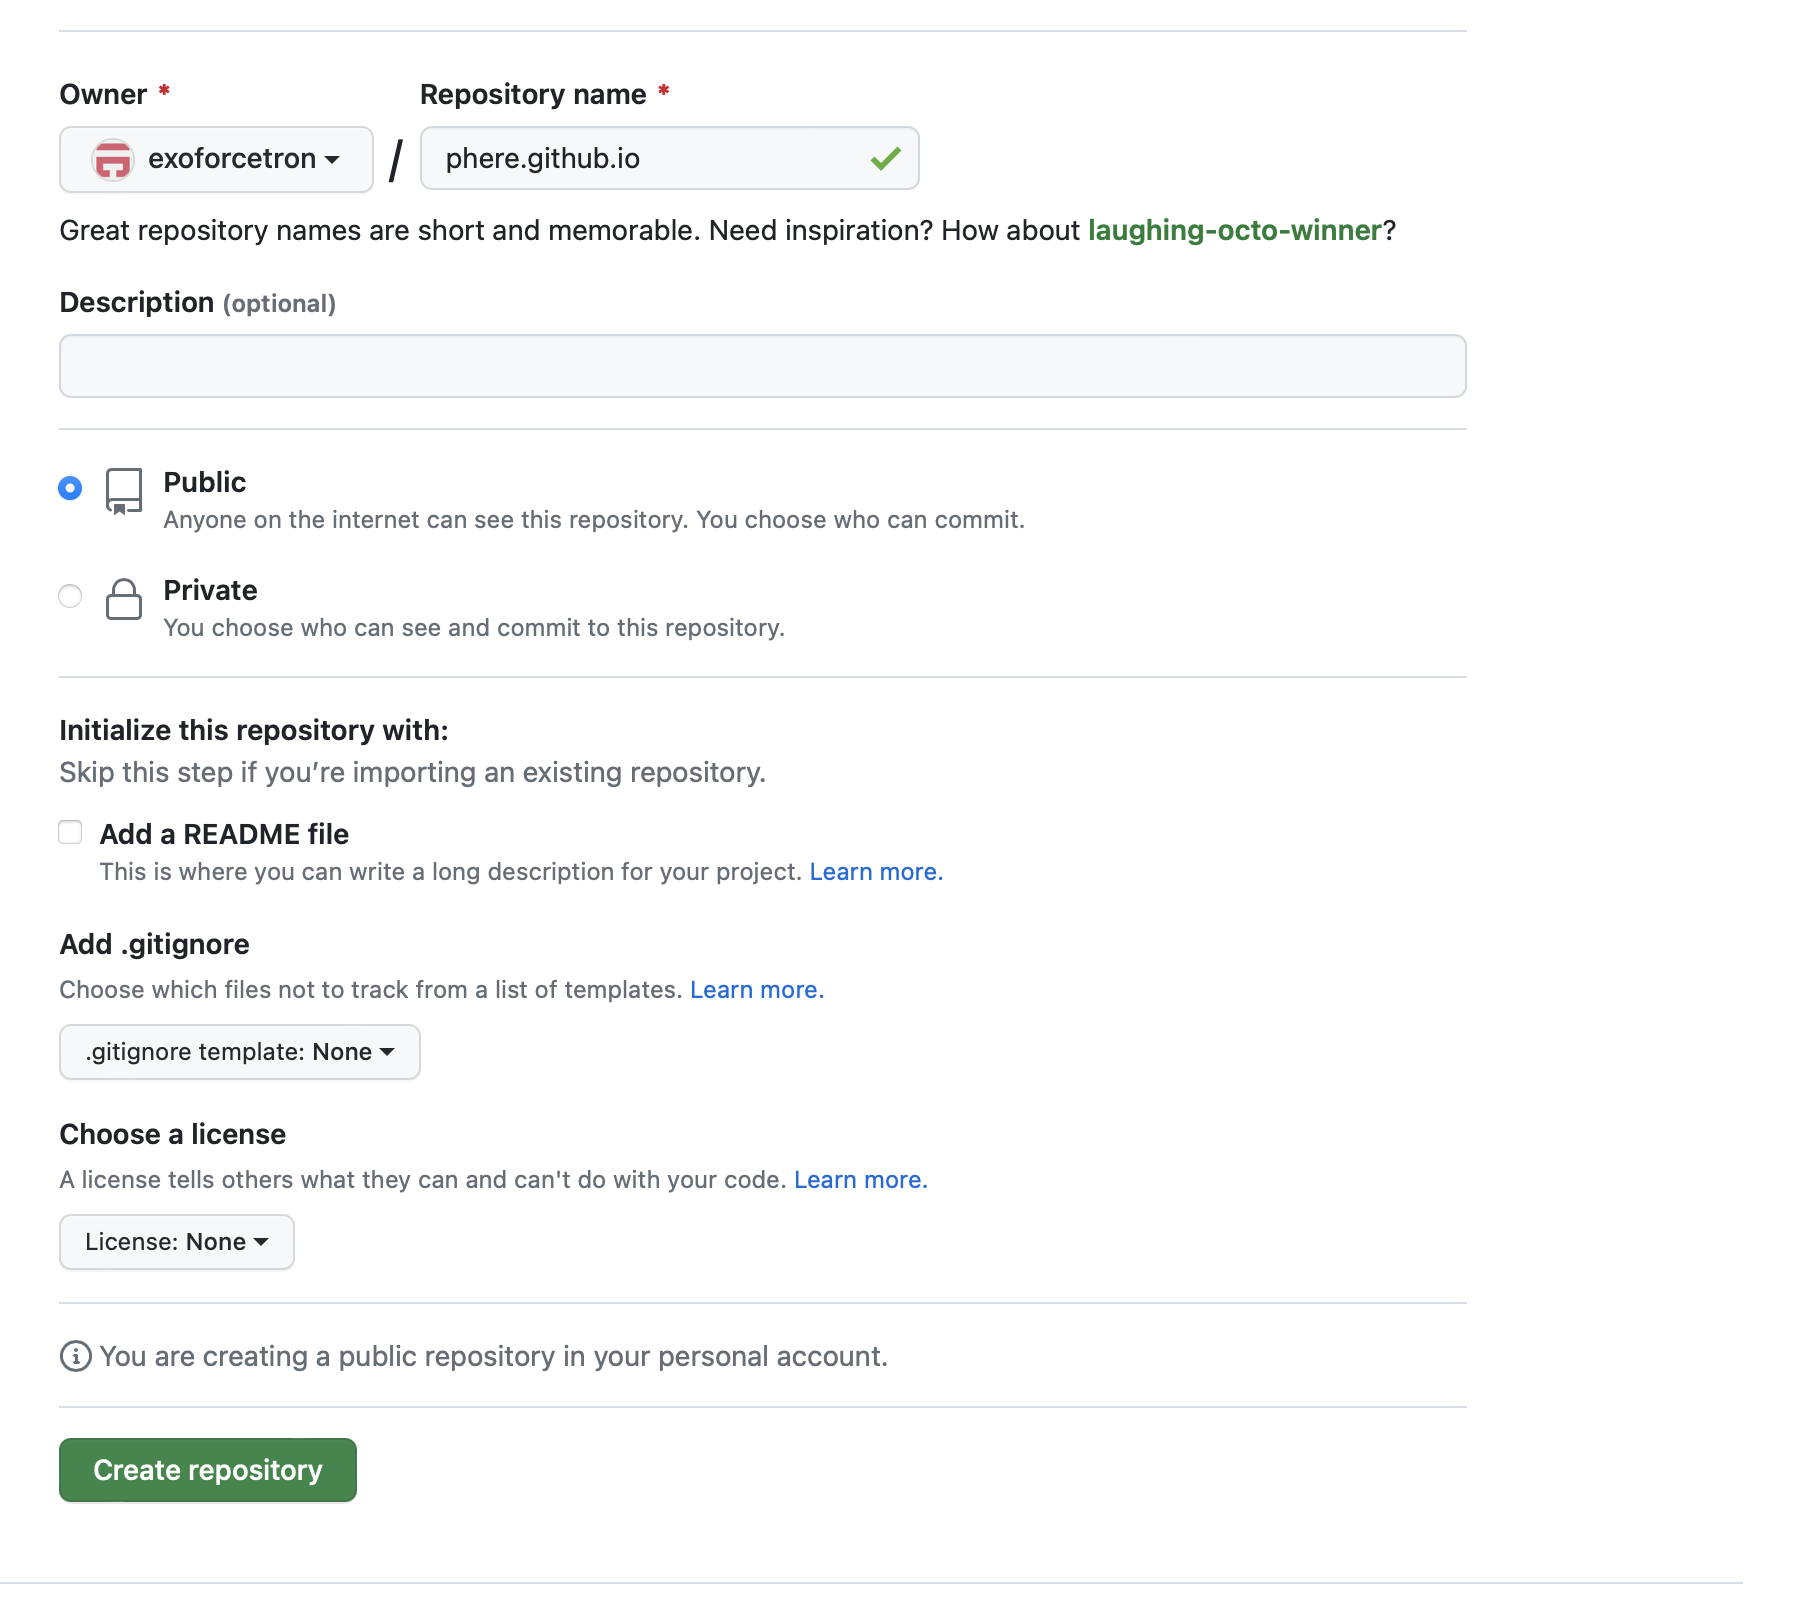 Owner * Repository name *
exoforcetron / phere.github.io
Great repository names are short and memorable. Need inspiration? How about laughing-octo-winner?
Description (optional)
Public
Anyone on the internet can see this repository. You choose who can commit.
Private
You choose who can see and commit to this repository.
Initialize this repository with:
Skip this step if you’re importing an existing repository.
Add a README file
This is where you can write a long description for your project. Learn more.
Add .gitignore
Choose which files not to track from a list of templates. Learn more.
.gitignore template: None
Choose a license
A license tells others what they can and can't do with your code. Learn more.
License: None
You are creating a public repository in your personal account.
Create repository